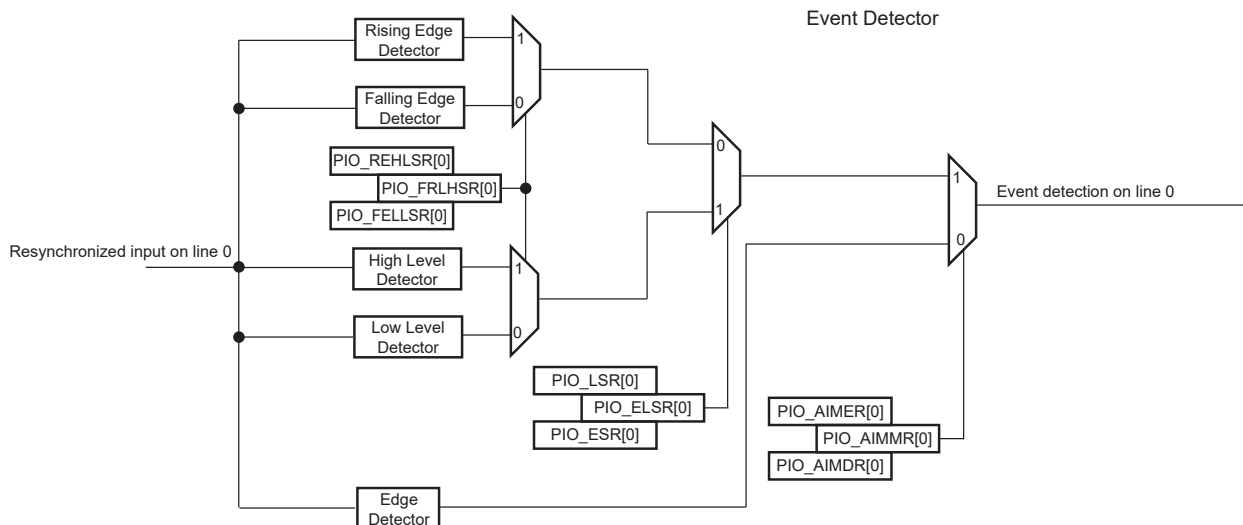 Event Detector
Rising Edge
Detector
1
Falling Edge
Detector
0
PIO_REHLSR[0]
PIO_FRLHSR[0]
PIO_FELLSR[0]
0
1
1
0
Event detection on line 0
Resynchronized input on line 0
High Level
Detector
1
Low Level
Detector
0
PIO_LSR[0]
PIO_ELSR[0]
PIO_ESR[0]
PIO_AIMER[0]
PIO_AIMMR[0]
PIO_AIMDR[0]
Edge
Detector